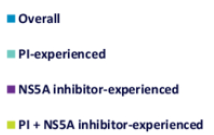 Overall
PI-experienced
NS5A inhibitor-experienced
PI + NS5A inhibitor-experienced